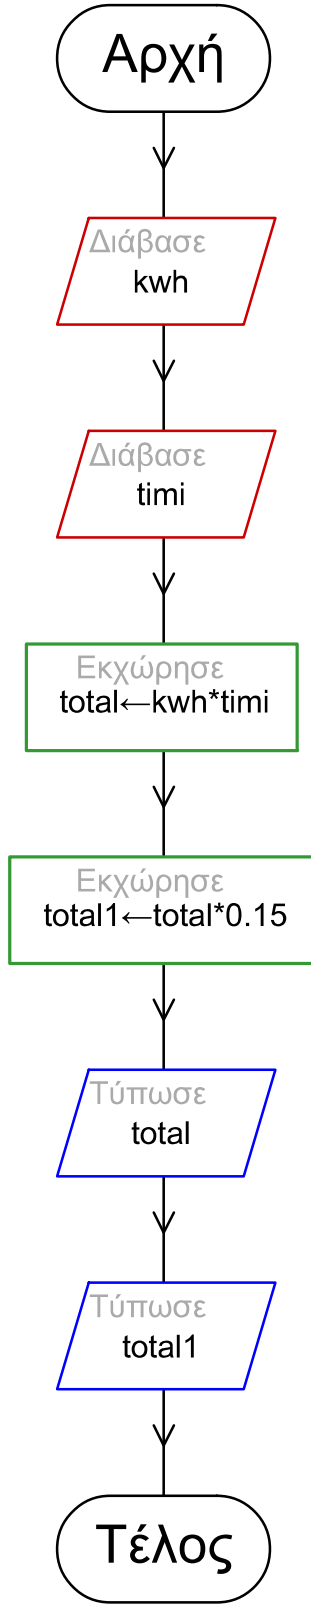 Αρχή
Διάβασε
kwh
Διάβασε
timi
Εκχώρησε
total←kwh*timi
Εκχώρησε
total1←total*0.15
Τύπωσε
total
Τύπωσε
total1
Τέλος